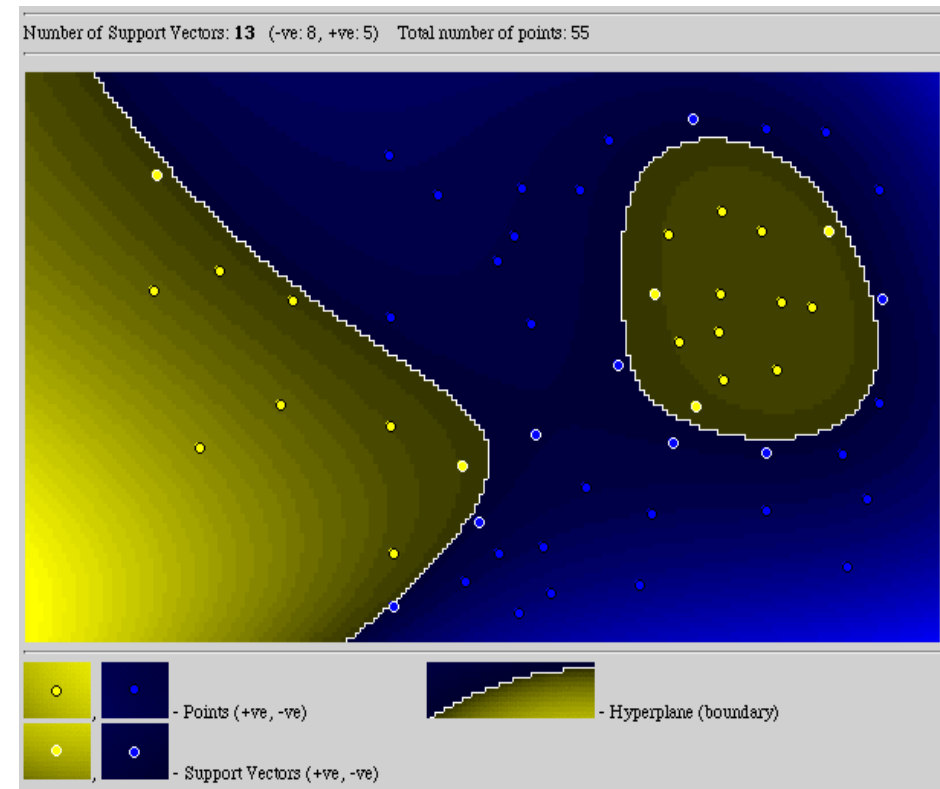 Number of Support Vectors: 13 (-ve: 8, +ve: 5) Total number of points: 55
, - Points (+ve, -ve) - Hyperplane (boundary)
, - Support Vectors (+ve, -ve)